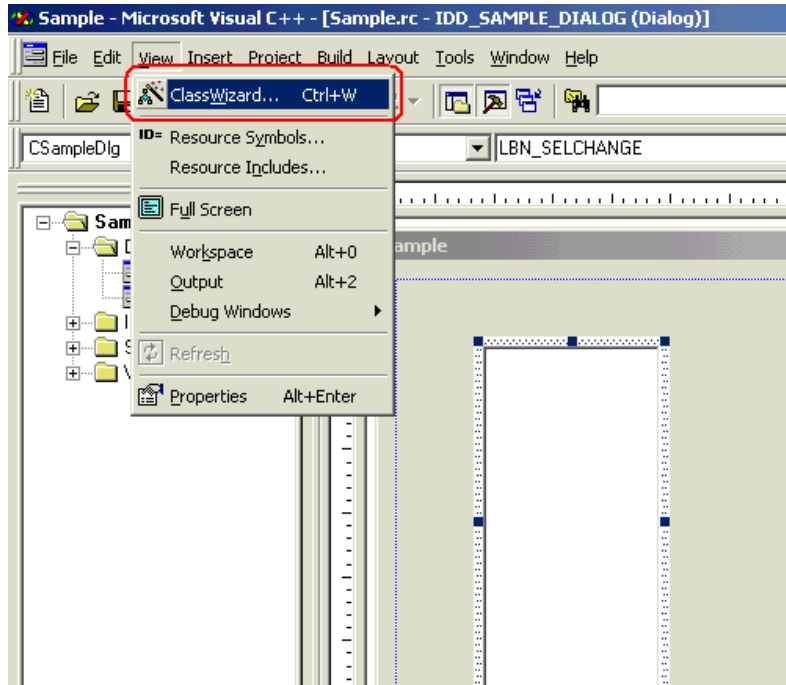 Sample - Microsoft Visual C++ - [Sample.rc - IDD_SAMPLE_DIALOG (Dialog)]
File Edit View Insert Project Build Layout Tools Window Help
ClassWizard... Ctrl+W
CSampleDlg
LBN_SELCHANGE
ID= Resource Symbols...
Resource Includes...
Full Screen
Workspace Alt+0
Output Alt+2
Debug Windows
Refresh
Properties Alt+Enter
Sam
ample